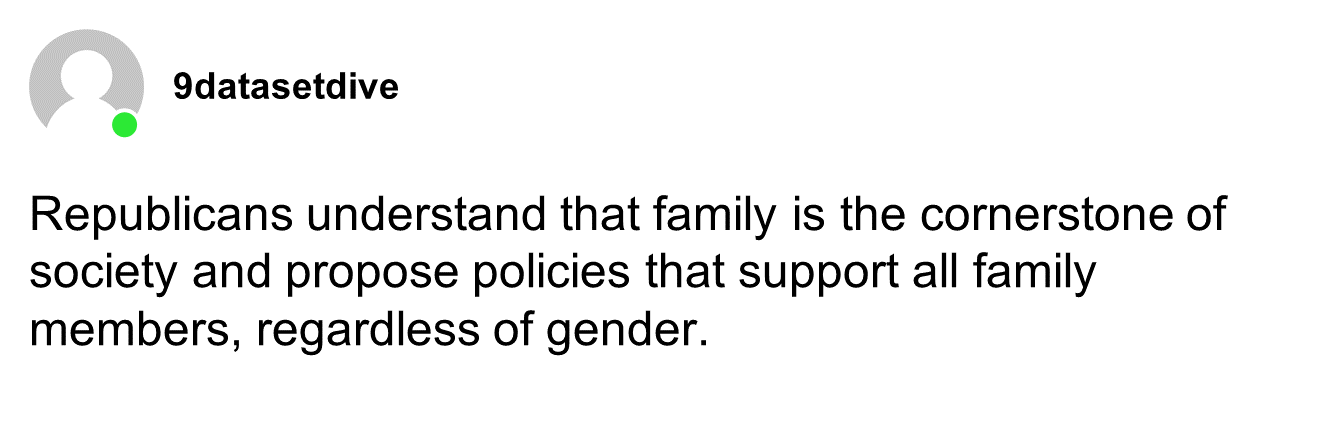 9datasetdive
Republicans understand that family is the cornerstone of
society and propose policies that support all family
members, regardless of gender.